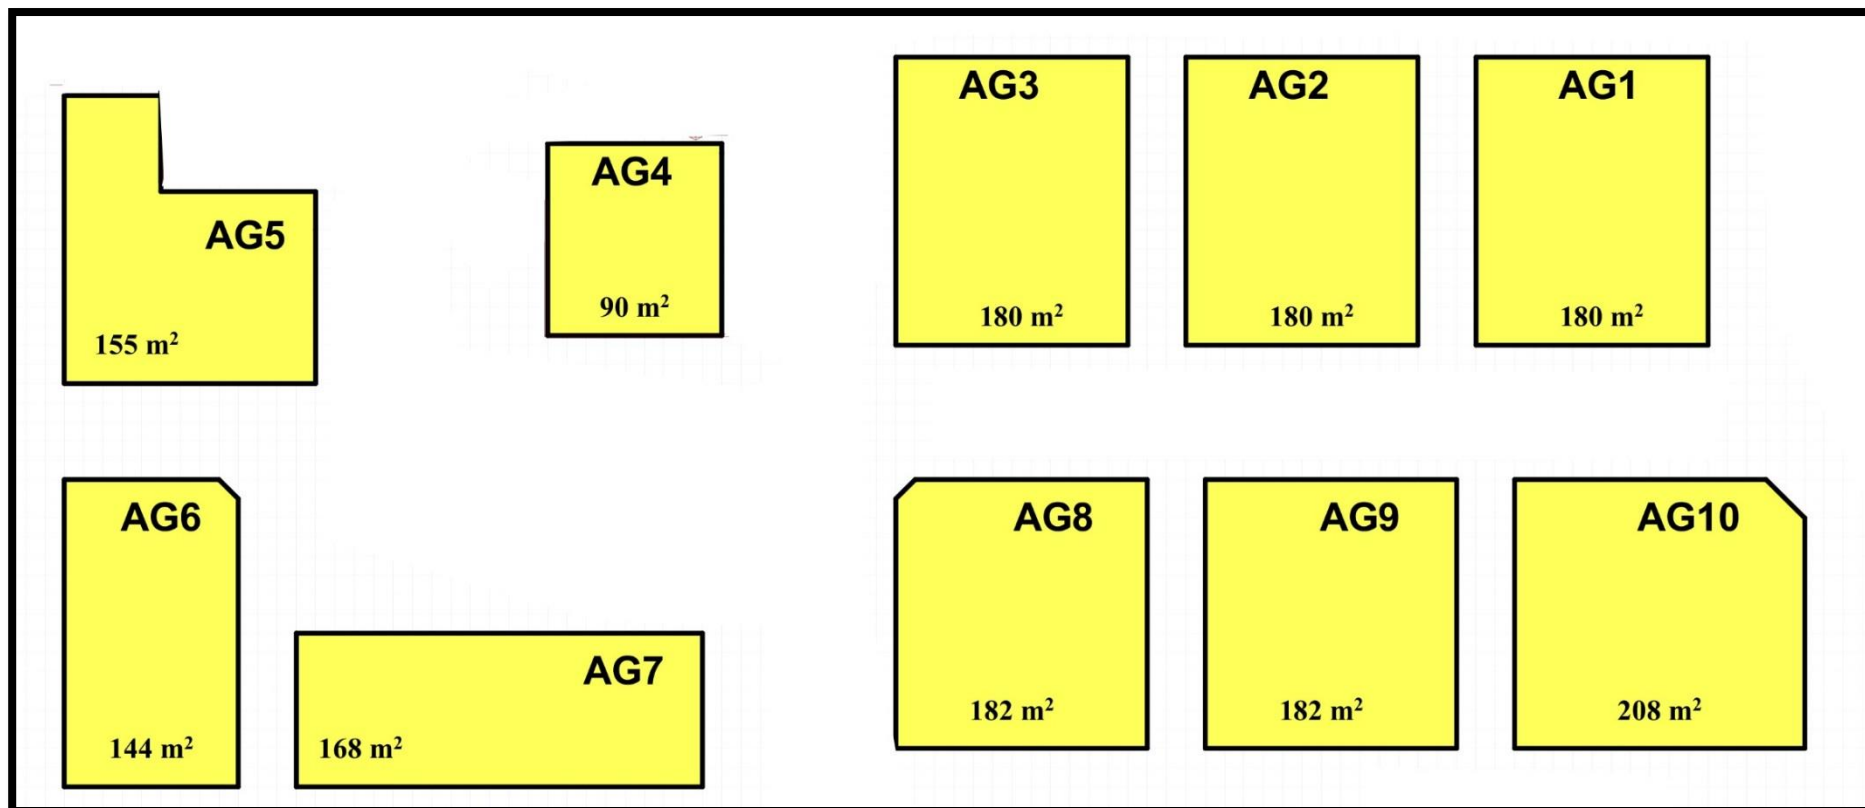 AG3
180 m²
AG2
180 m²
AG1
180 m²
AG4
90 m²
AG5
155 m²
AG6
144 m²
AG7
168 m²
AG8
182 m²
AG9
182 m²
AG10
208 m²